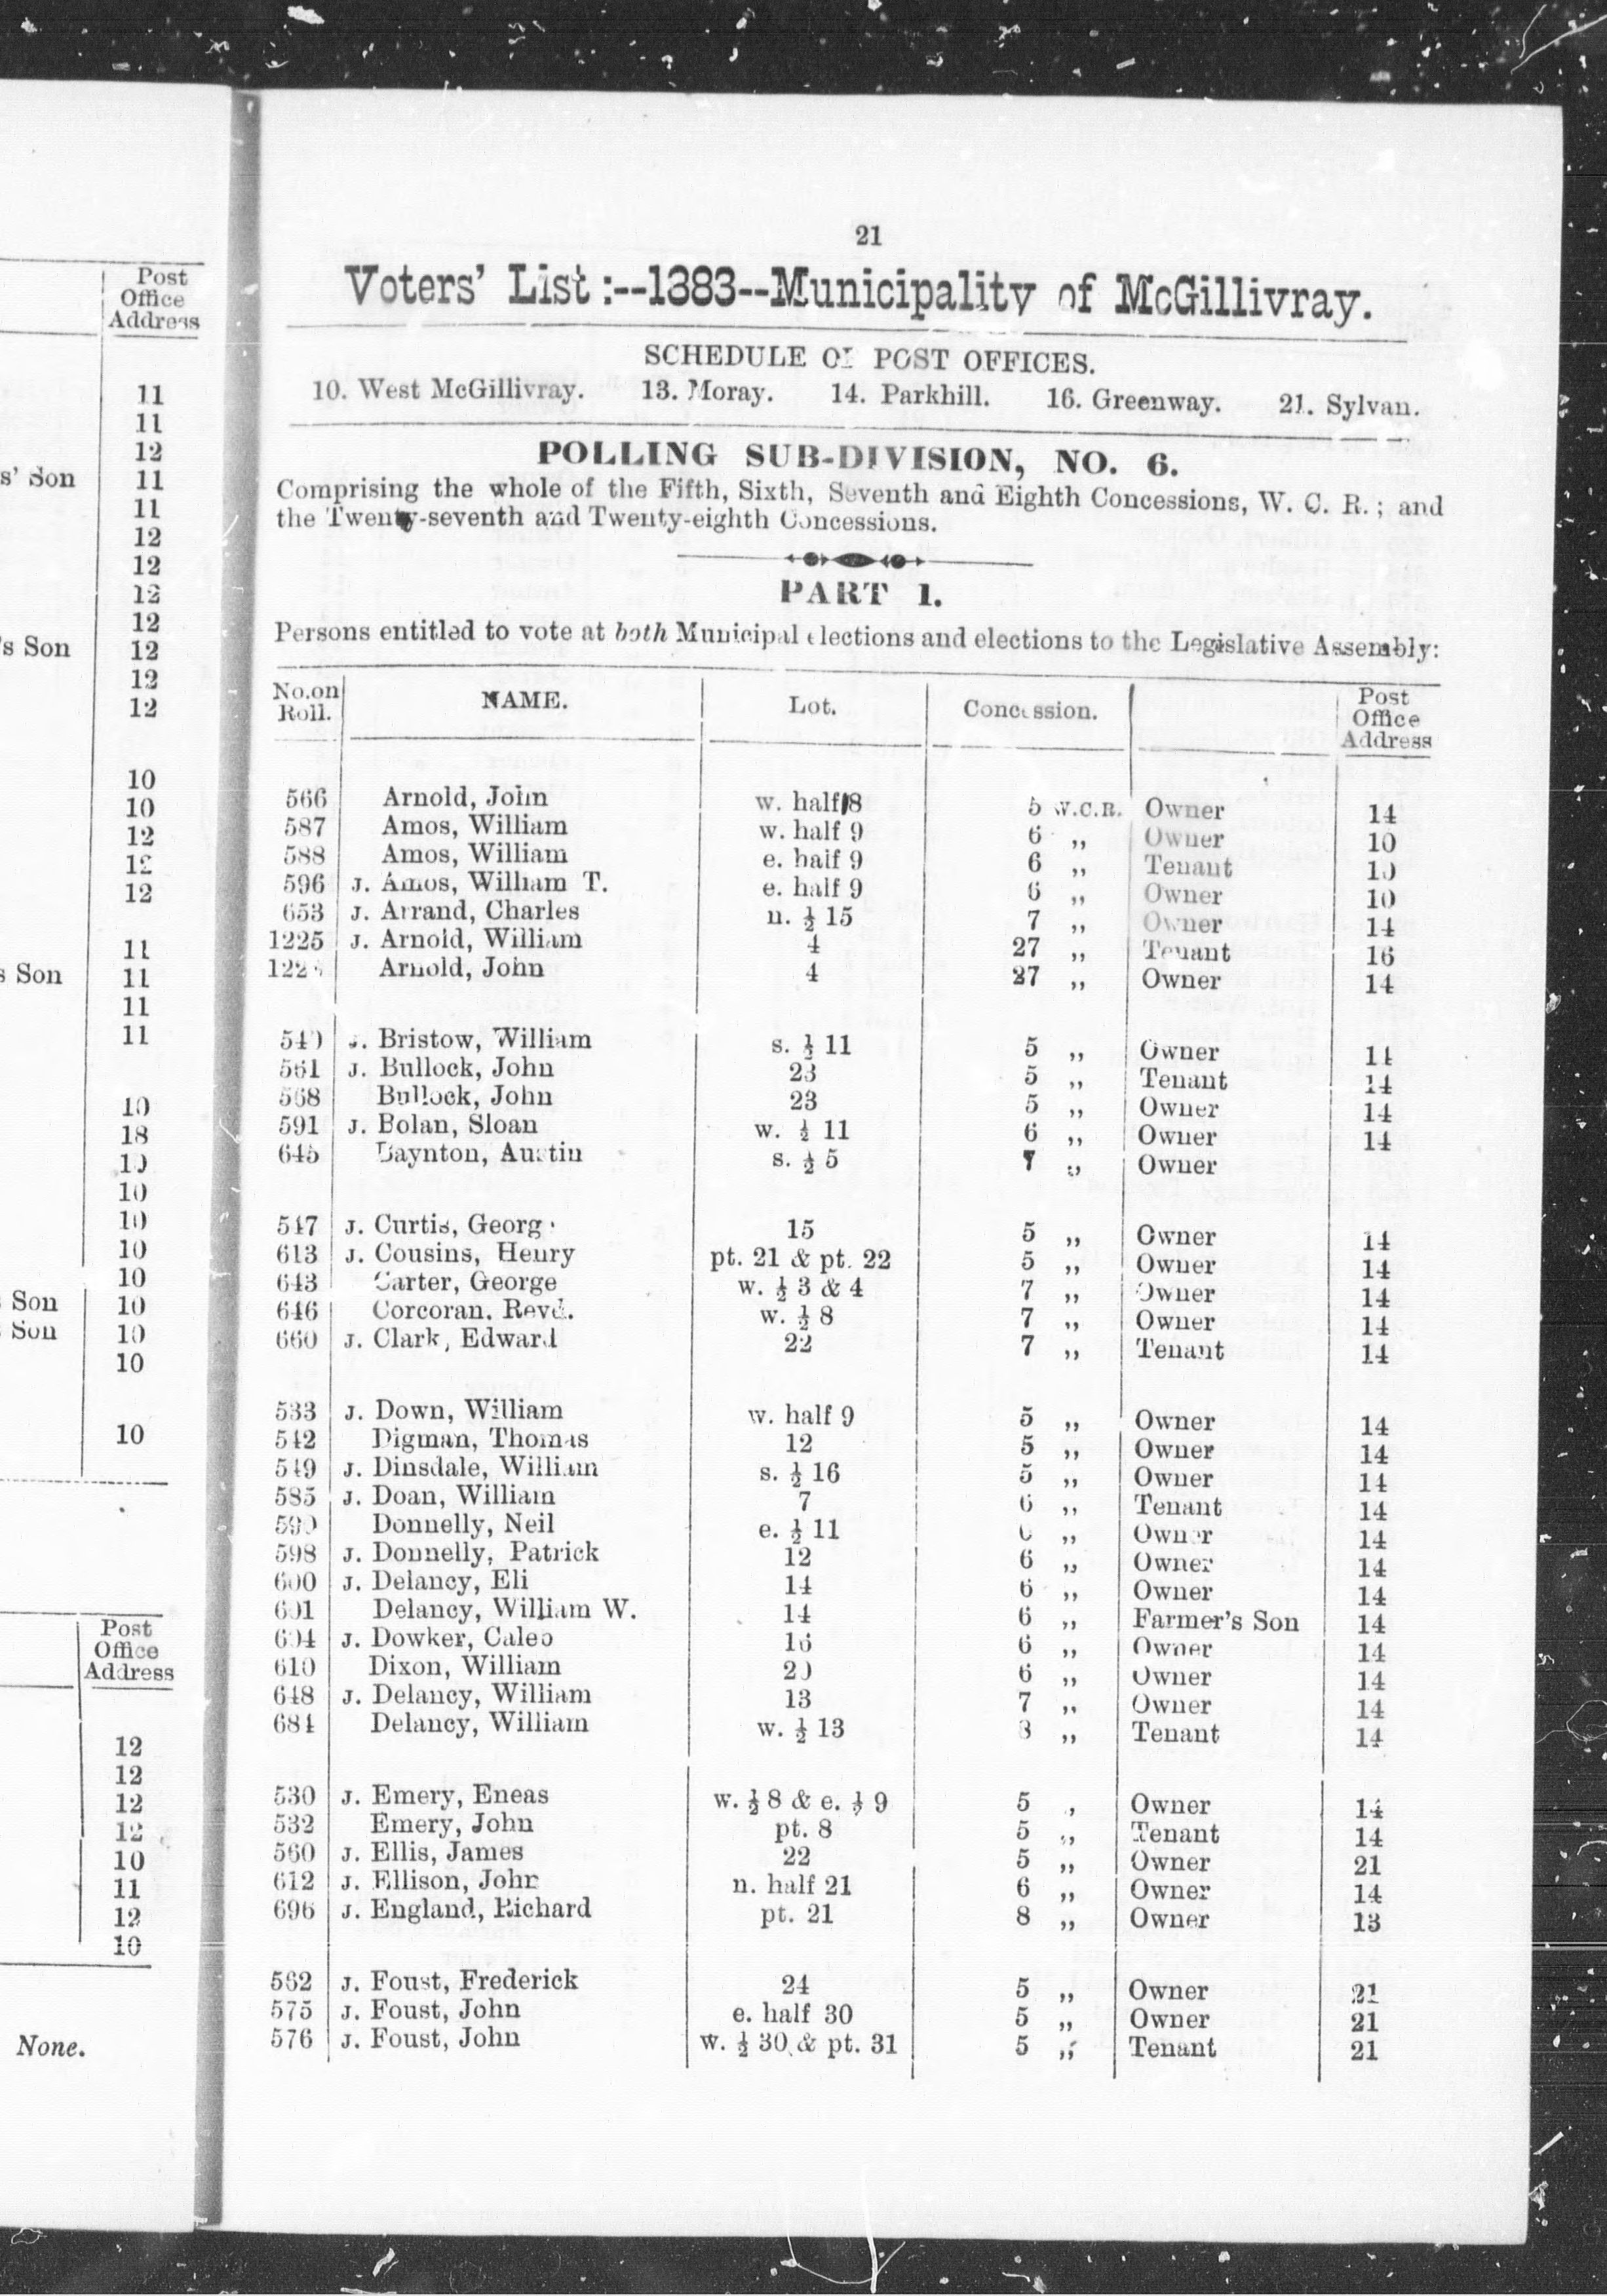 Post
Office
Address
11
11
12
s' Son 11
11
12
12
12
12
's Son 12
12
12
10
10
12
12
12
11
s Son 11
11
11
10
18
10
10
10
10
10
Son 10
Son 10
10
10
Post
Office
Address
12
12
12
12
10
11
12
10
None.
21
Voters' List:--1883--Municipality of McGillivray.
SCHEDULE OF POST OFFICES.
10. West McGillivray. 13. Moray. 14. Parkhill. 16. Greenway. 21. Sylvan.
POLLING SUB-DIVISION, NO. 6.
Comprising the whole of the Fifth, Sixth, Seventh and Eighth Concessions, W. C. R.; and
the Twenty-seventh and Twenty-eighth Concessions.
PART 1.
Persons entitled to vote at both Municipal elections and elections to the Legislative Assembly:
No. on Roll. NAME. Lot. Concession. Post Office Address
566 Arnold, John w. half 8 5 W.C.R. Owner 14
587 Amos, William w. half 9 6 ,, Owner 10
588 Amos, William e. half 9 6 ,, Tenant 10
596 J. Amos, William T. e. half 9 6 ,, Owner 10
653 J. Arrand, Charles n. ½ 15 7 ,, Owner 14
1225 J. Arnold, William 4 27 ,, Tenant 16
Arnold, John 4 27 ,, Owner 14
540 J. Bristow, William s. ½ 11 5 ,, Owner 14
561 J. Bullock, John 23 5 ,, Tenant 14
568 Bullock, John 23 5 ,, Owner 14
591 J. Bolan, Sloan w. ½ 11 6 ,, Owner 14
645 Baynton, Austin s. ½ 5 7 ,, Owner
547 J. Curtis, George 15 5 ,, Owner 14
613 J. Cousins, Henry pt. 21 & pt. 22 5 ,, Owner 14
643 Carter, George w. ½ 3 & 4 7 ,, Owner 14
646 Corcoran, Revd. w. ½ 8 7 ,, Owner 14
660 J. Clark, Edward 22 7 ,, Tenant 14
533 J. Down, William w. half 9 5 ,, Owner 14
542 Digman, Thomas 12 5 ,, Owner 14
549 J. Dinsdale, William s. ½ 16 5 ,, Owner 14
585 J. Doan, William 7 6 ,, Tenant 14
590 Donnelly, Neil e. ½ 11 6 ,, Owner 14
598 J. Donnelly, Patrick 12 6 ,, Owner 14
600 J. Delancy, Eli 14 6 ,, Owner 14
601 Delancy, William W. 14 6 ,, Farmer's Son 14
604 J. Dowker, Caleb 16 6 ,, Owner 14
610 Dixon, William 20 6 ,, Owner 14
648 J. Delancy, William 13 7 ,, Owner 14
684 Delancy, William w. ½ 13 8 ,, Tenant 14
530 J. Emery, Eneas w. ½ 8 & e. ½ 9 5 ,, Owner 14
532 Emery, John pt. 8 5 ,, Tenant 14
560 J. Ellis, James 22 5 ,, Owner 21
612 J. Ellison, John n. half 21 6 ,, Owner 14
696 J. England, Richard pt. 21 8 ,, Owner 13
562 J. Foust, Frederick 24 5 ,, Owner 21
575 J. Foust, John e. half 30 5 ,, Owner 21
576 J. Foust, John w. ½ 30 & pt. 31 5 ,, Tenant 21